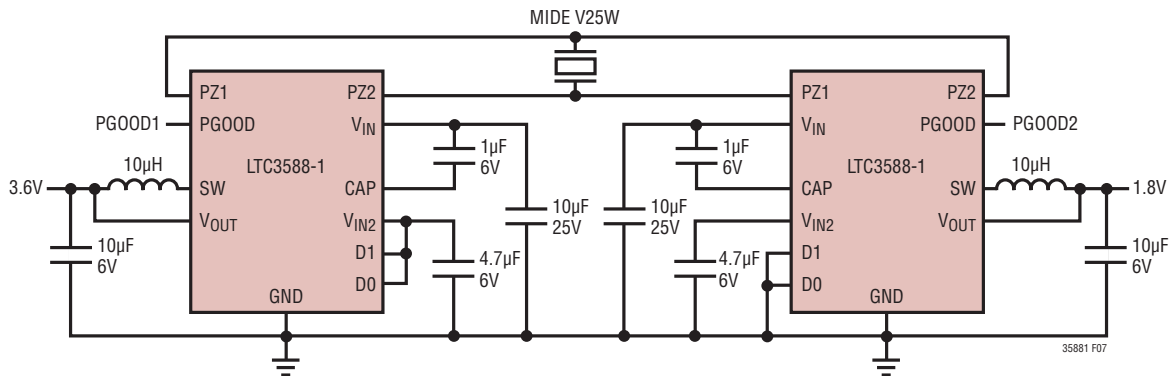 MIDE V25W
PZ1
PZ2
PGOOD1
PGOOD
VIN
1µF
6V
10µH
LTC3588-1
3.6V
SW
CAP
VOUT
VIN2
10µF
25V
10µF
6V
D1
4.7µF
6V
D0
GND
PZ1
PZ2
VIN
PGOOD
PGOOD2
1µF
6V
LTC3588-1
10µH
CAP
SW
1.8V
10µF
25V
VIN2
VOUT
4.7µF
6V
D1
10µF
6V
D0
GND
35881 F07